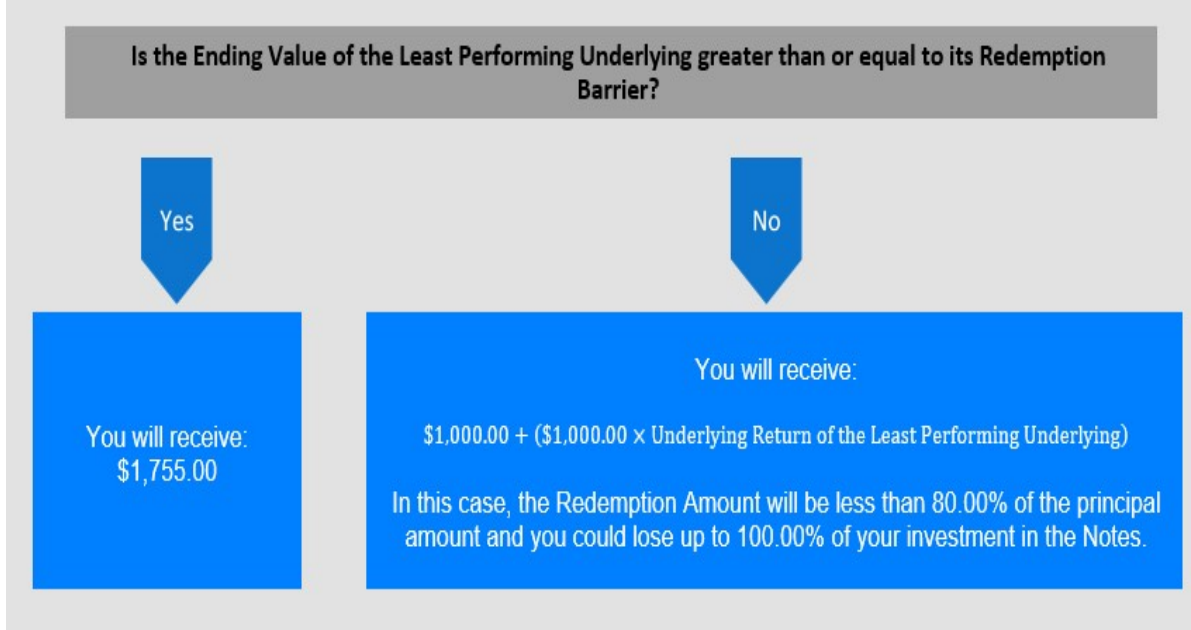 Is the Ending Value of the Least Performing Underlying greater than or equal to its Redemption
Barrier?
Yes
No
You will receive:
$1,755.00
You will receive:
$1,000.00 + ($1,000.00 × Underlying Return of the Least Performing Underlying)
In this case, the Redemption Amount will be less than 80.00% of the principal
amount and you could lose up to 100.00% of your investment in the Notes.